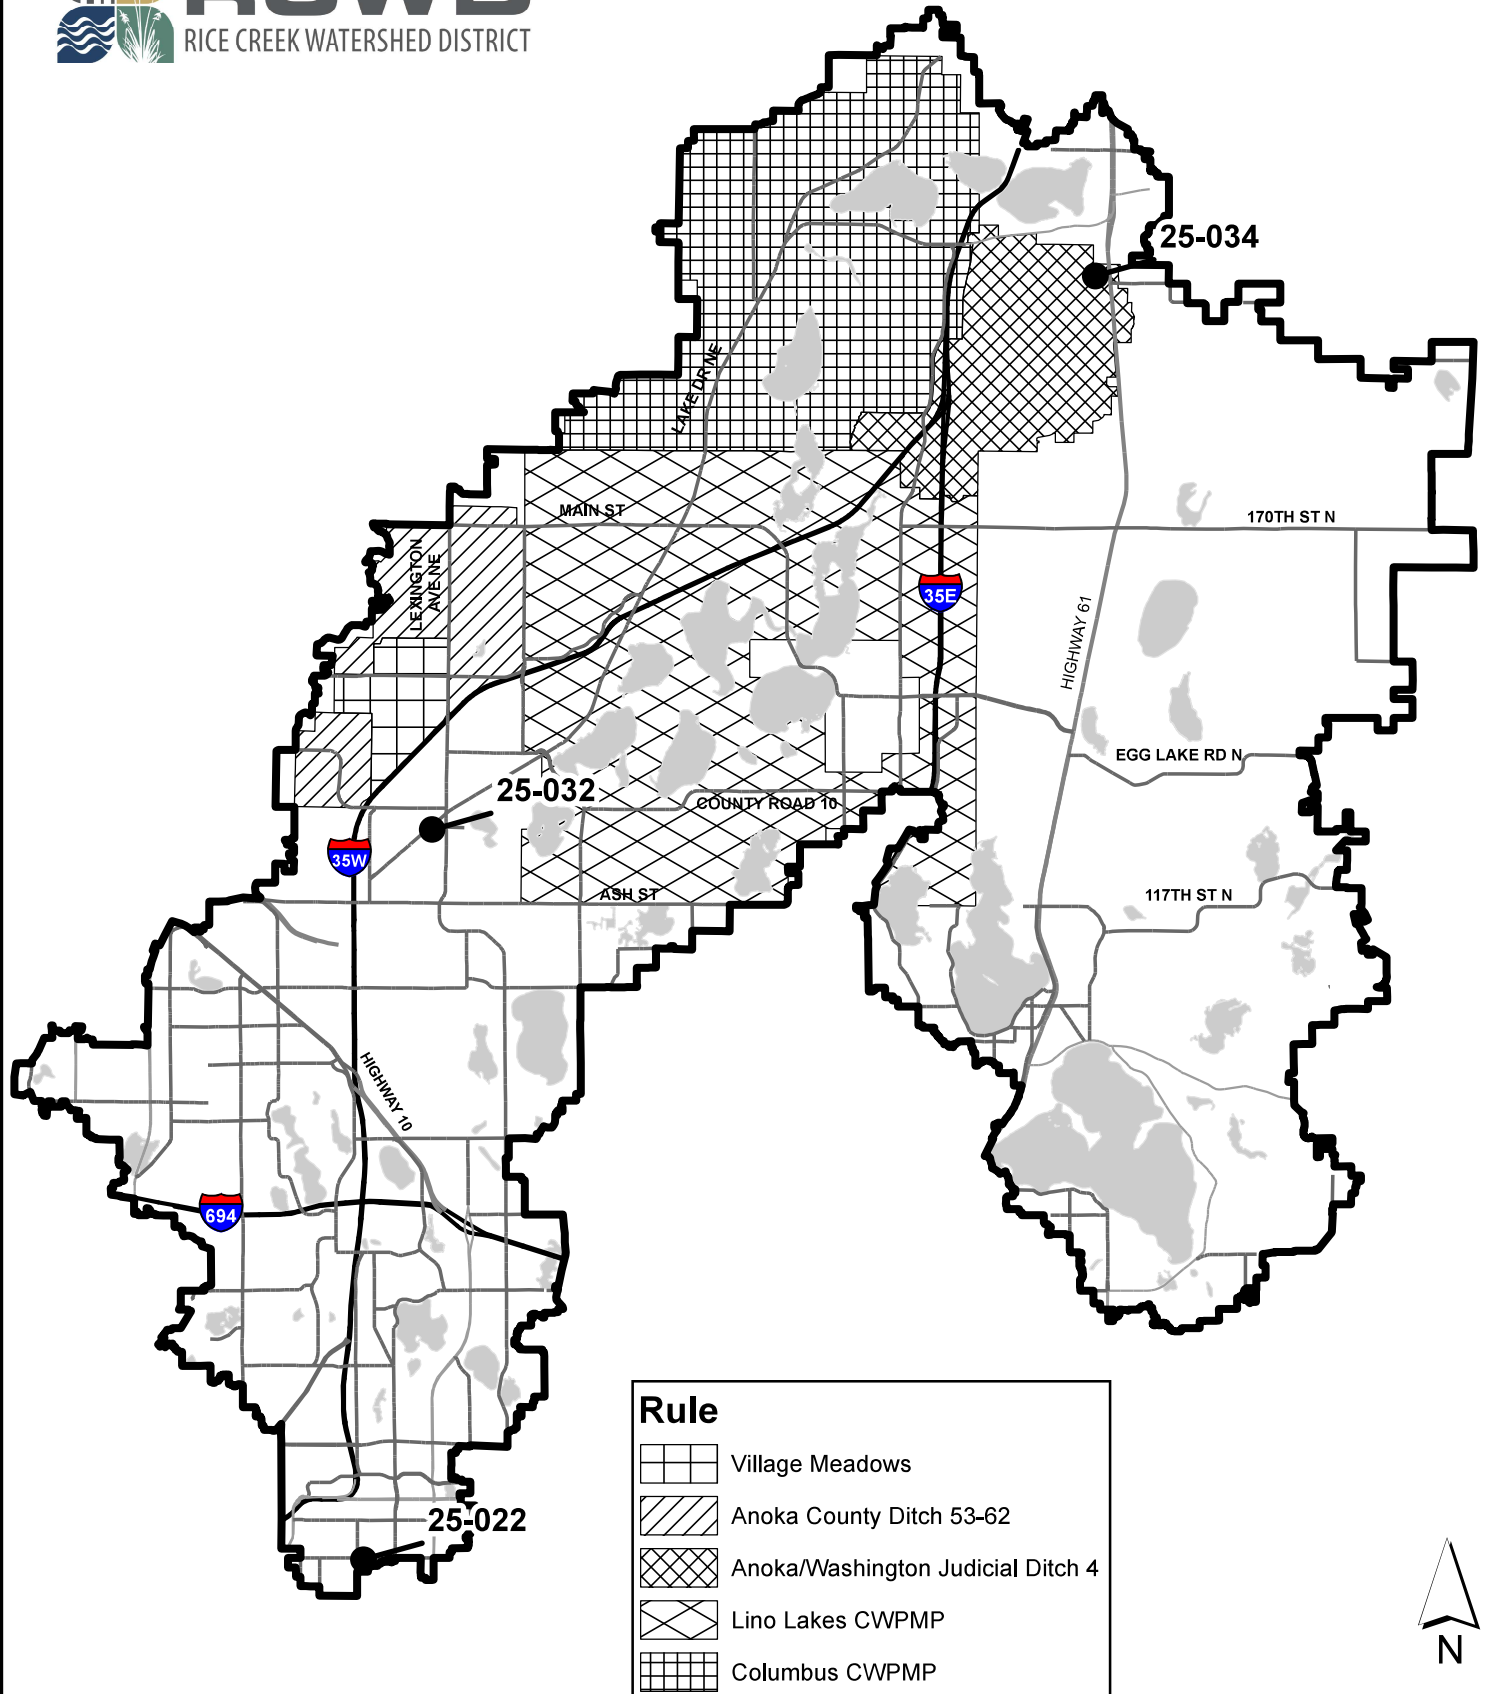 RCWD
RICE CREEK WATERSHED DISTRICT
25-034
LAKE DR NE
MAIN ST
170TH ST N
LEXINGTON
AVE NE
35E
HIGHWAY 61
EGG LAKE RD N
25-032
COUNTY ROAD 10
35W
ASH ST
117TH ST N
HIGHWAY 10
694
25-022
Rule
Village Meadows
Anoka County Ditch 53-62
Anoka/Washington Judicial Ditch 4
Lino Lakes CWPMP
Columbus CWPMP
N